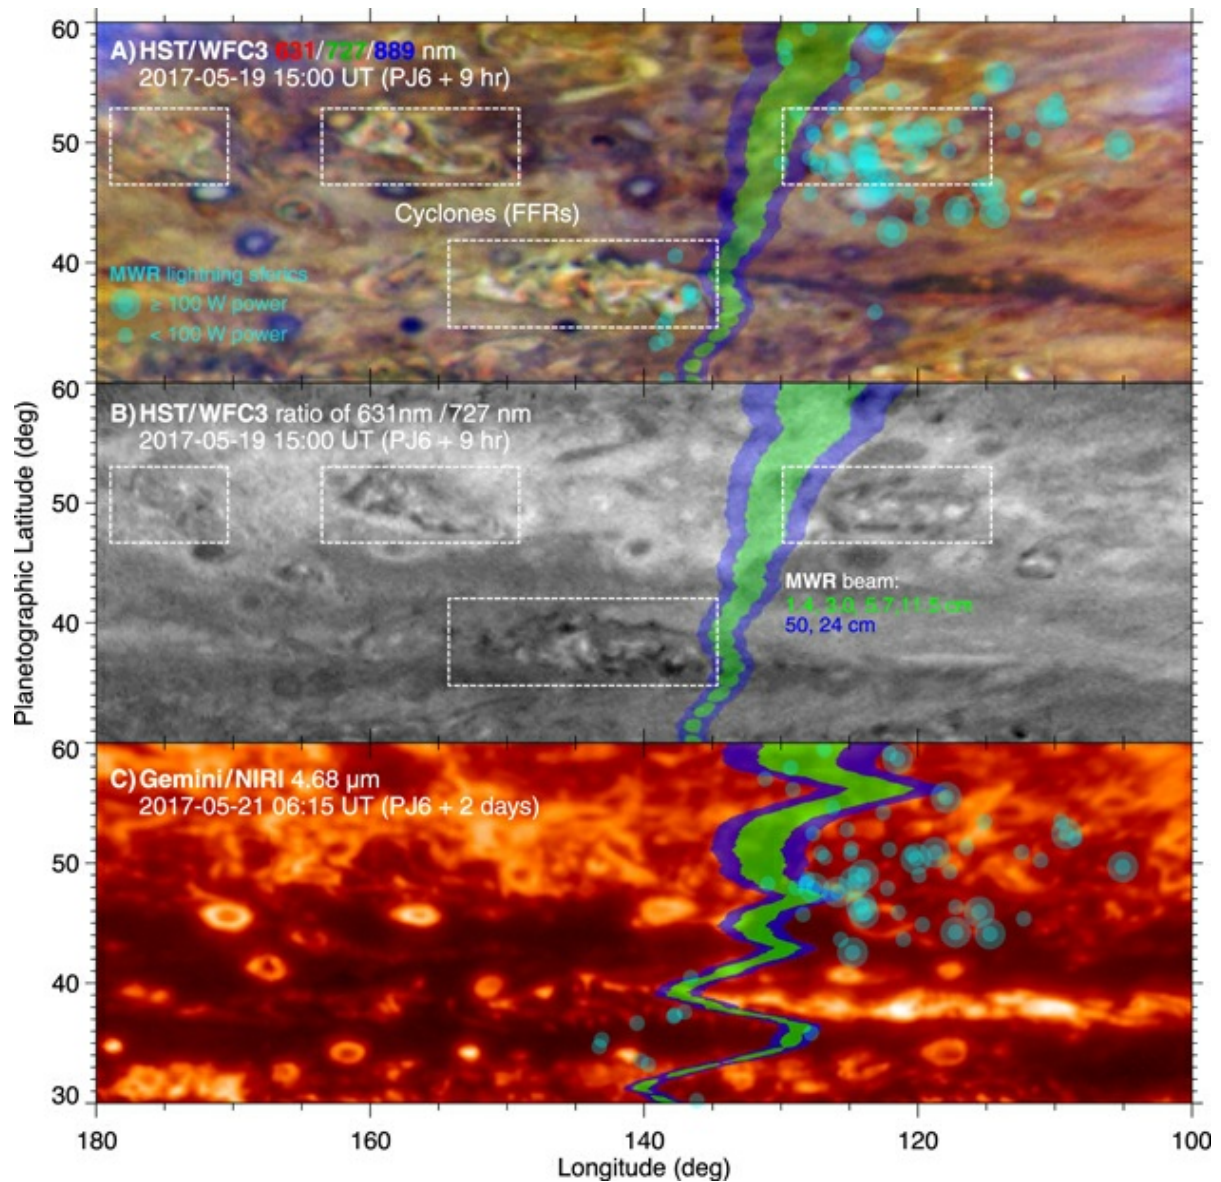 60
A) HST/WFC3 631/727/889 nm
2017-05-19 15:00 UT (PJ6 + 9 hr)
50
Cyclones (FFRs)
40
MWR lightning sferics
≥ 100 W power
< 100 W power
60
B) HST/WFC3 ratio of 631nm /727 nm
2017-05-19 15:00 UT (PJ6 + 9 hr)
50
MWR beam:
1.4, 3.0, 5.7 11.5 cm
50, 24 cm
40
Planetographic Latitude (deg)
60
C) Gemini/NIRI 4.68 µm
2017-05-21 06:15 UT (PJ6 + 2 days)
50
40
30
180 160 140 120 100
Longitude (deg)